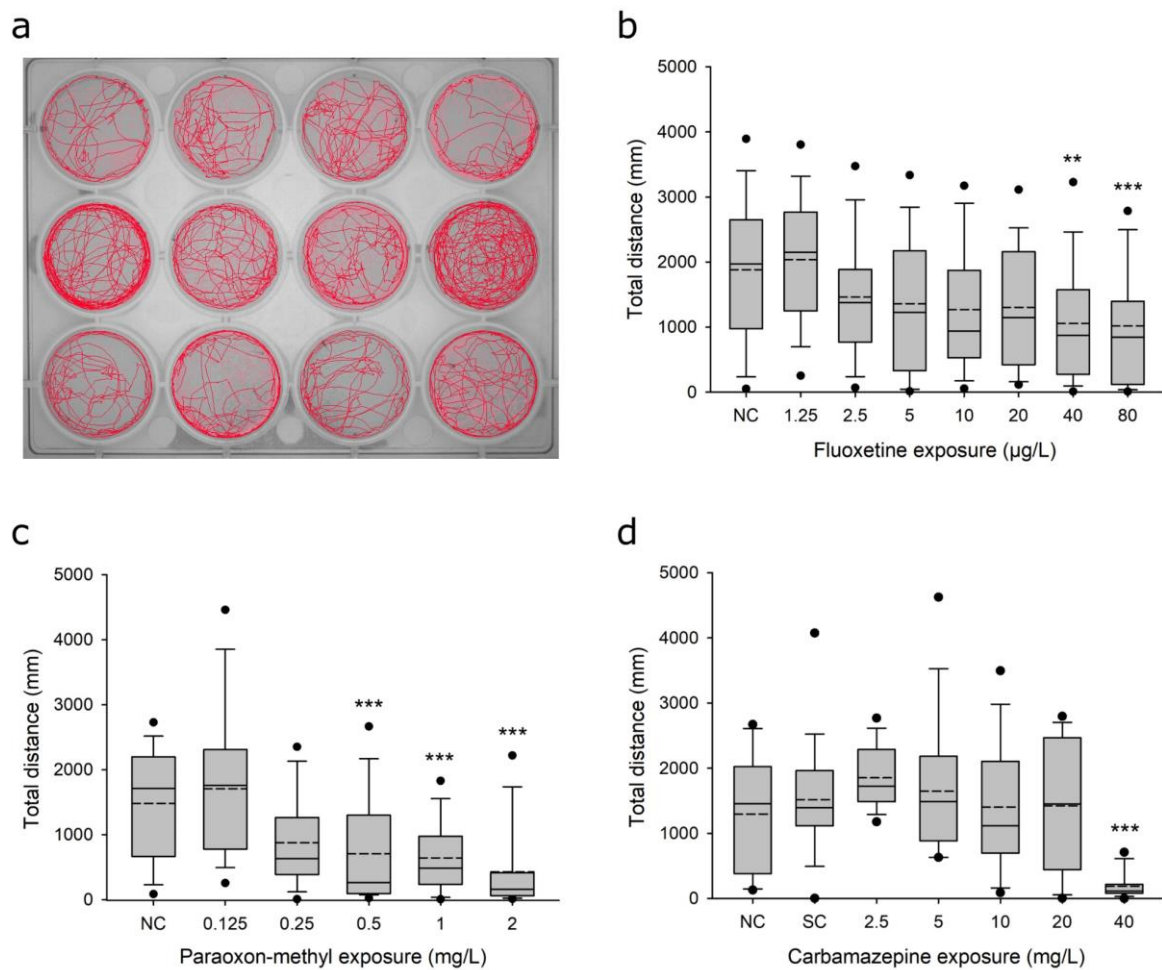 a
b
5000
4000
3000
2000
1000
0
Total distance (mm)
** ***
NC 1.25 2.5 5 10 20 40 80
Fluoxetine exposure (µg/L)
c
5000
4000
3000
2000
1000
0
Total distance (mm)
*** *** ***
NC 0.125 0.25 0.5 1 2
Paraoxon-methyl exposure (mg/L)
d
5000
4000
3000
2000
1000
0
Total distance (mm)
***
NC SC 2.5 5 10 20 40
Carbamazepine exposure (mg/L)